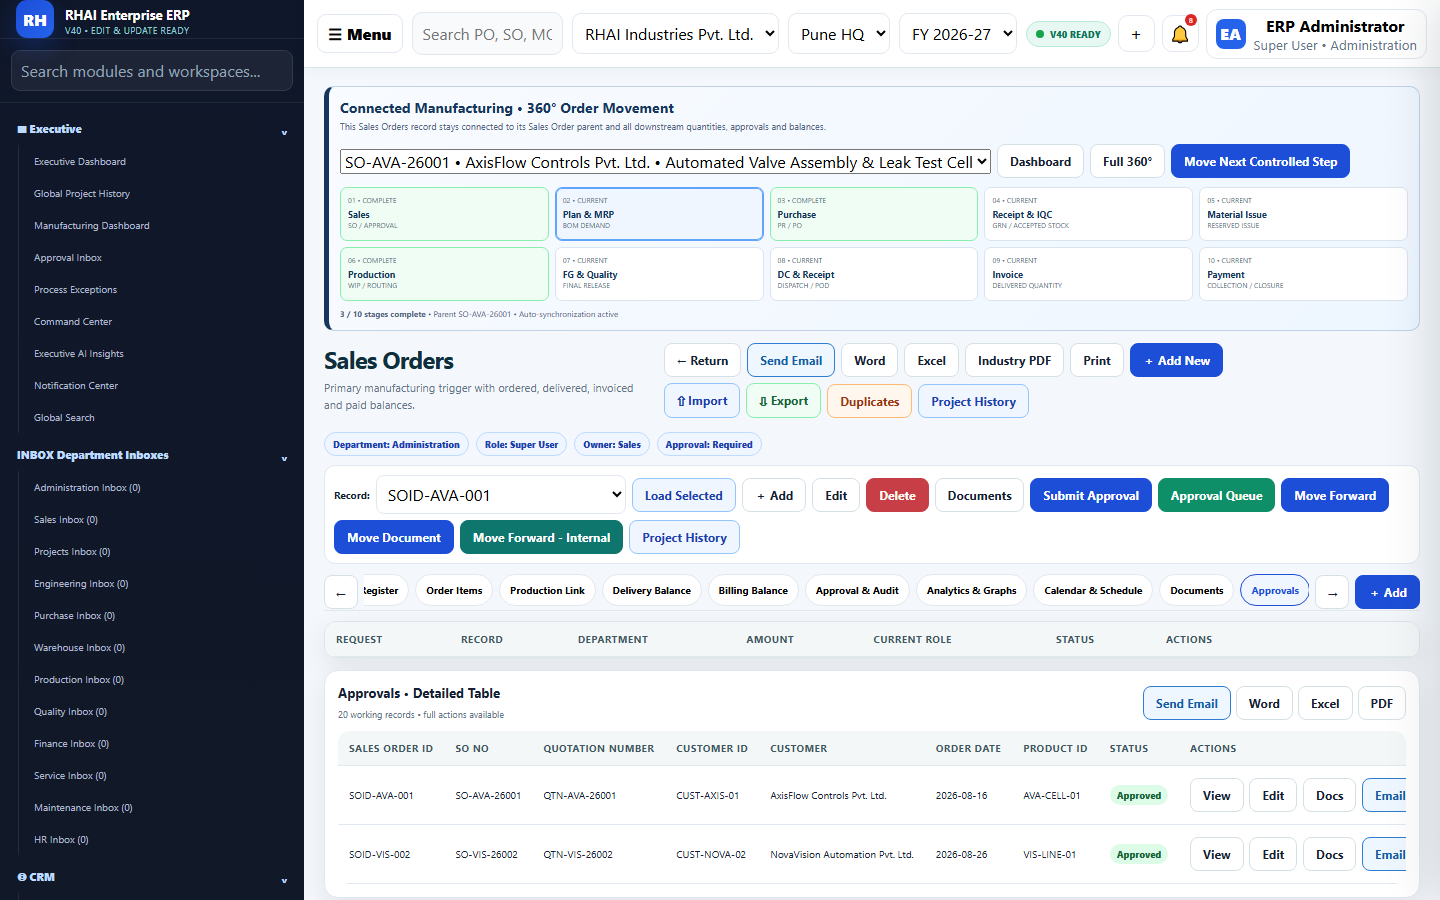 RH
RHAI Enterprise ERP
V40 • EDIT & UPDATE READY
Search modules and workspaces...
Executive
Executive Dashboard
Global Project History
Manufacturing Dashboard
Approval Inbox
Process Exceptions
Command Center
Executive AI Insights
Notification Center
Global Search
INBOX Department Inboxes
Administration Inbox (0)
Sales Inbox (0)
Projects Inbox (0)
Engineering Inbox (0)
Purchase Inbox (0)
Warehouse Inbox (0)
Production Inbox (0)
Quality Inbox (0)
Finance Inbox (0)
Service Inbox (0)
Maintenance Inbox (0)
HR Inbox (0)
CRM
☰ Menu
Search PO, SO, MO
RHAI Industries Pvt. Ltd.
Pune HQ
FY 2026-27
V40 READY
+
8
EA
ERP Administrator
Super User • Administration
Connected Manufacturing • 360° Order Movement
This Sales Orders record stays connected to its Sales Order parent and all downstream quantities, approvals and balances.
SO-AVA-26001 • AxisFlow Controls Pvt. Ltd. • Automated Valve Assembly & Leak Test Cell
Dashboard
Full 360°
Move Next Controlled Step
01 • COMPLETE
Sales
SO / APPROVAL
02 • CURRENT
Plan & MRP
BOM DEMAND
03 • COMPLETE
Purchase
PR / PO
04 • CURRENT
Receipt & IQC
GRN / ACCEPTED STOCK
05 • CURRENT
Material Issue
RESERVED ISSUE
06 • COMPLETE
Production
WIP / ROUTING
07 • CURRENT
FG & Quality
FINAL RELEASE
08 • CURRENT
DC & Receipt
DISPATCH / POD
09 • CURRENT
Invoice
DELIVERED QUANTITY
10 • CURRENT
Payment
COLLECTION / CLOSURE
3 / 10 stages complete • Parent SO-AVA-26001 • Auto-synchronization active
Sales Orders
Primary manufacturing trigger with ordered, delivered, invoiced
and paid balances.
← Return
Send Email
Word
Excel
Industry PDF
Print
+ Add New
⇧ Import
⇩ Export
Duplicates
Project History
Department: Administration
Role: Super User
Owner: Sales
Approval: Required
Record:
SOID-AVA-001
Load Selected
+ Add
Edit
Delete
Documents
Submit Approval
Approval Queue
Move Forward
Move Document
Move Forward - Internal
Project History
←
Register
Order Items
Production Link
Delivery Balance
Billing Balance
Approval & Audit
Analytics & Graphs
Calendar & Schedule
Documents
Approvals
→
+ Add
REQUEST RECORD DEPARTMENT AMOUNT CURRENT ROLE STATUS ACTIONS
Approvals • Detailed Table
20 working records • full actions available
Send Email
Word
Excel
PDF
SALES ORDER ID SO NO QUOTATION NUMBER CUSTOMER ID CUSTOMER ORDER DATE PRODUCT ID STATUS ACTIONS
SOID-AVA-001 SO-AVA-26001 QTN-AVA-26001 CUST-AXIS-01 AxisFlow Controls Pvt. Ltd. 2026-08-16 AVA-CELL-01 Approved View Edit Docs Email
SOID-VIS-002 SO-VIS-26002 QTN-VIS-26002 CUST-NOVA-02 NovaVision Automation Pvt. Ltd. 2026-08-26 VIS-LINE-01 Approved View Edit Docs Email